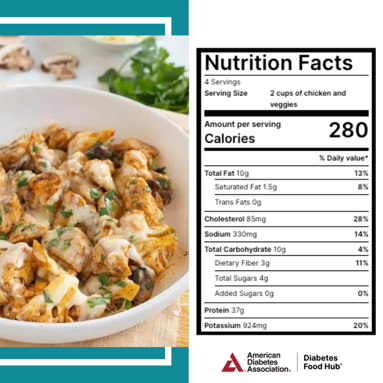 Nutrition Facts
4 Servings
Serving Size 2 cups of chicken and
veggies
Amount per serving
Calories 280
% Daily value*
Total Fat 10g 13%
Saturated Fat 1.5g 8%
Trans Fats 0g
Cholesterol 85mg 28%
Sodium 330mg 14%
Total Carbohydrate 10g 4%
Dietary Fiber 3g 11%
Total Sugars 4g
Added Sugars 0g 0%
Protein 37g
Potassium 924mg 20%
American
Diabetes
Association®
Diabetes
Food Hub®